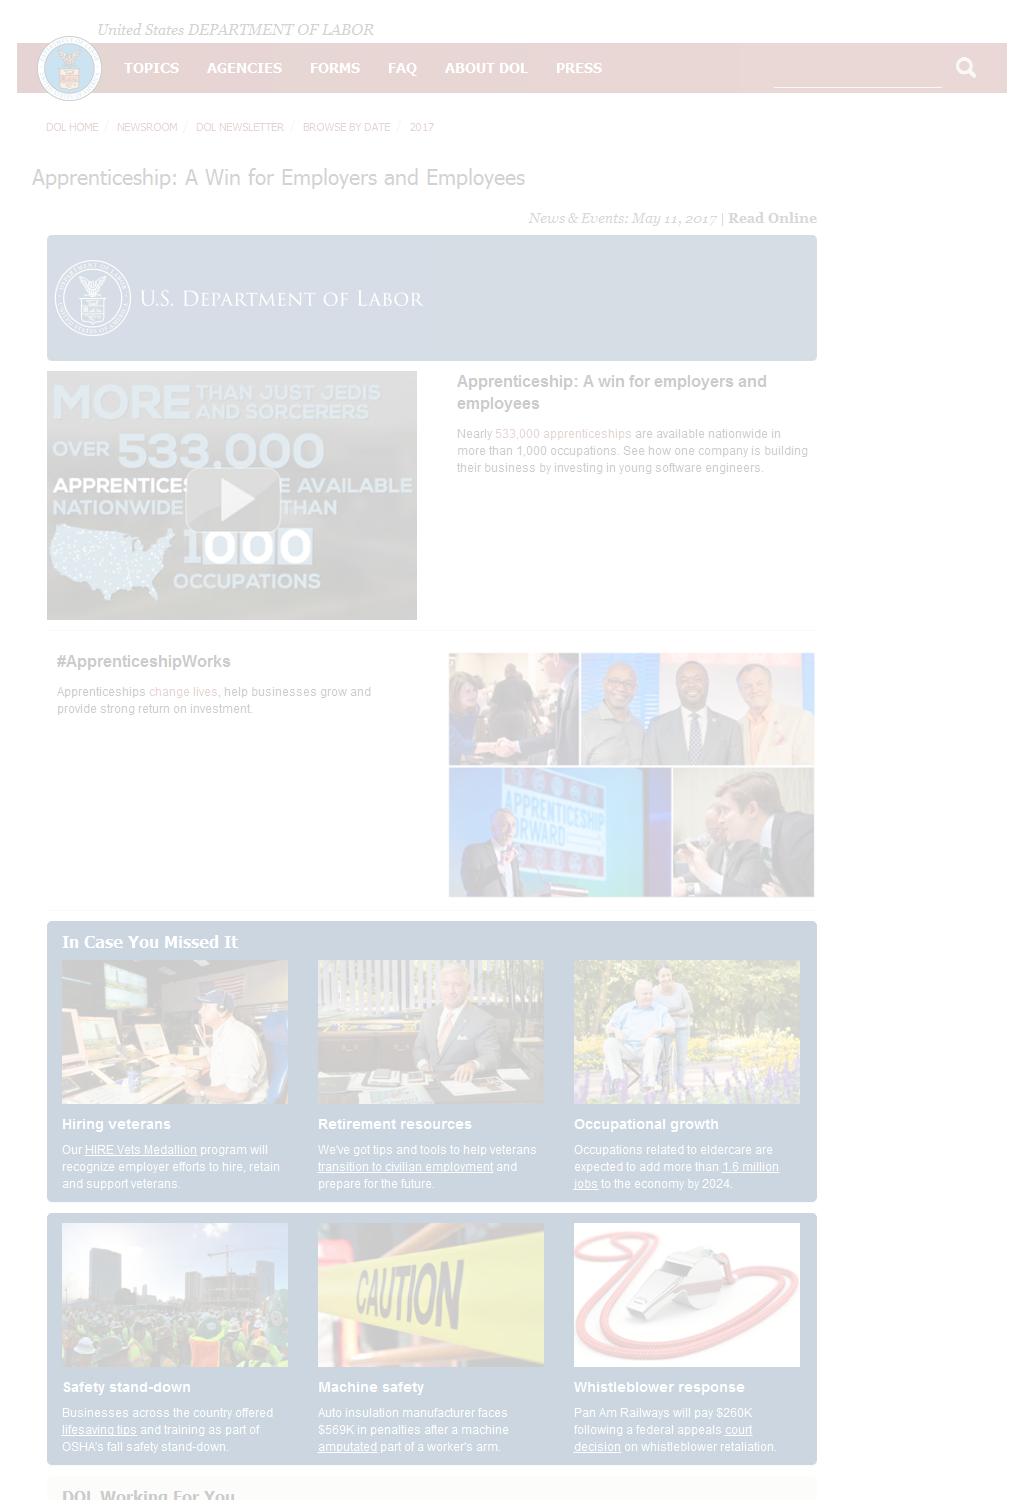 United States DEPARTMENT OF LABOR
TOPICS AGENCIES FORMS FAQ ABOUT DOL PRESS
DOL HOME / NEWSROOM / DOL NEWSLETTER / BROWSE BY DATE / 2017
Apprenticeship: A Win for Employers and Employees
News & Events: May 11, 2017 | Read Online
U.S. DEPARTMENT OF LABOR
MORE THAN JUST JEDIS
AND SORCERERS
OVER 533,000
AVAILABLE
NATIONWIDE THAN
1000
OCCUPATIONS
Apprenticeship: A win for employers and
employees
Nearly 533,000 apprenticeships are available nationwide in
more than 1,000 occupations. See how one company is building
their business by investing in young software engineers.
#ApprenticeshipWorks
Apprenticeships change lives, help businesses grow and
provide strong return on investment.
APPRENTICESHIP
In Case You Missed It
Hiring veterans
Our HIRE Vets Medallion program will
recognize employer efforts to hire, retain
and support veterans.
Retirement resources
We've got tips and tools to help veterans
transition to civilian employment and
prepare for the future.
Occupational growth
Occupations related to eldercare are
expected to add more than 1.6 million
jobs to the economy by 2024.
CAUTION
Safety stand-down
Businesses across the country offered
lifesaving tips and training as part of
OSHA's fall safety stand-down.
Machine safety
Auto insulation manufacturer faces
$569K in penalties after a machine
amputated part of a worker's arm.
Whistleblower response
Pan Am Railways will pay $260K
following a federal appeals court
decision on whistleblower retaliation.
DOL Working For You